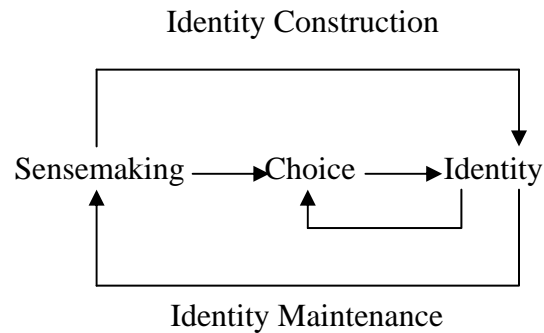 Identity Construction
Sensemaking Choice Identity
Identity Maintenance